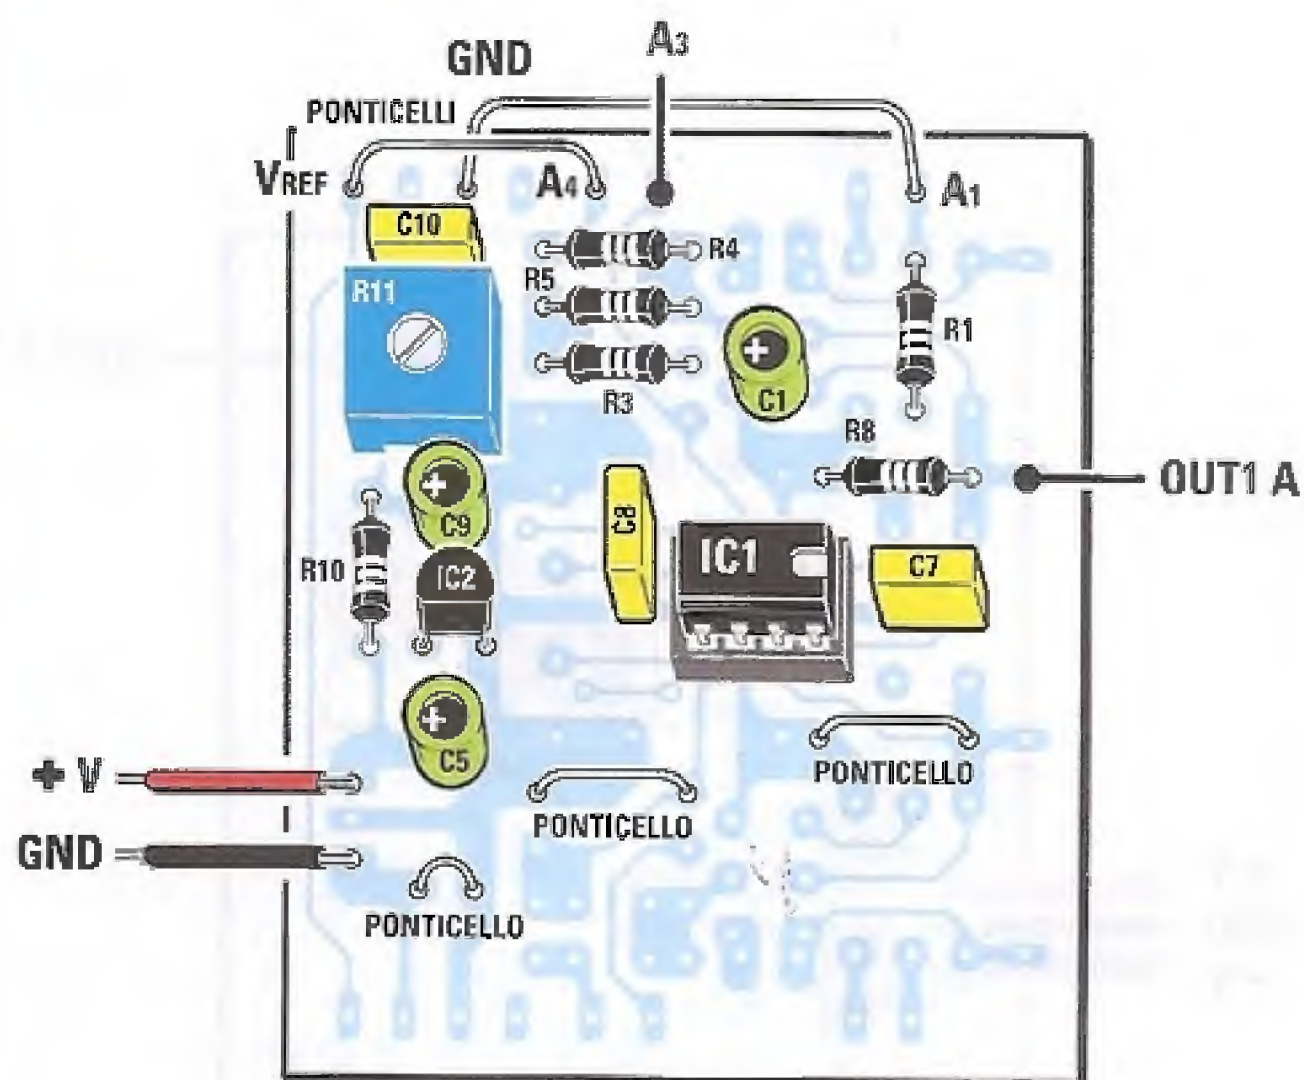 A3
GND
PONTICELLI
VREF
A4
A1
C10
R4
R5
R11
R1
R3
C1
R8
OUT1 A
C9
C8
IC1
C7
R10
IC2
C5
+ V
PONTICELLO
PONTICELLO
GND
PONTICELLO